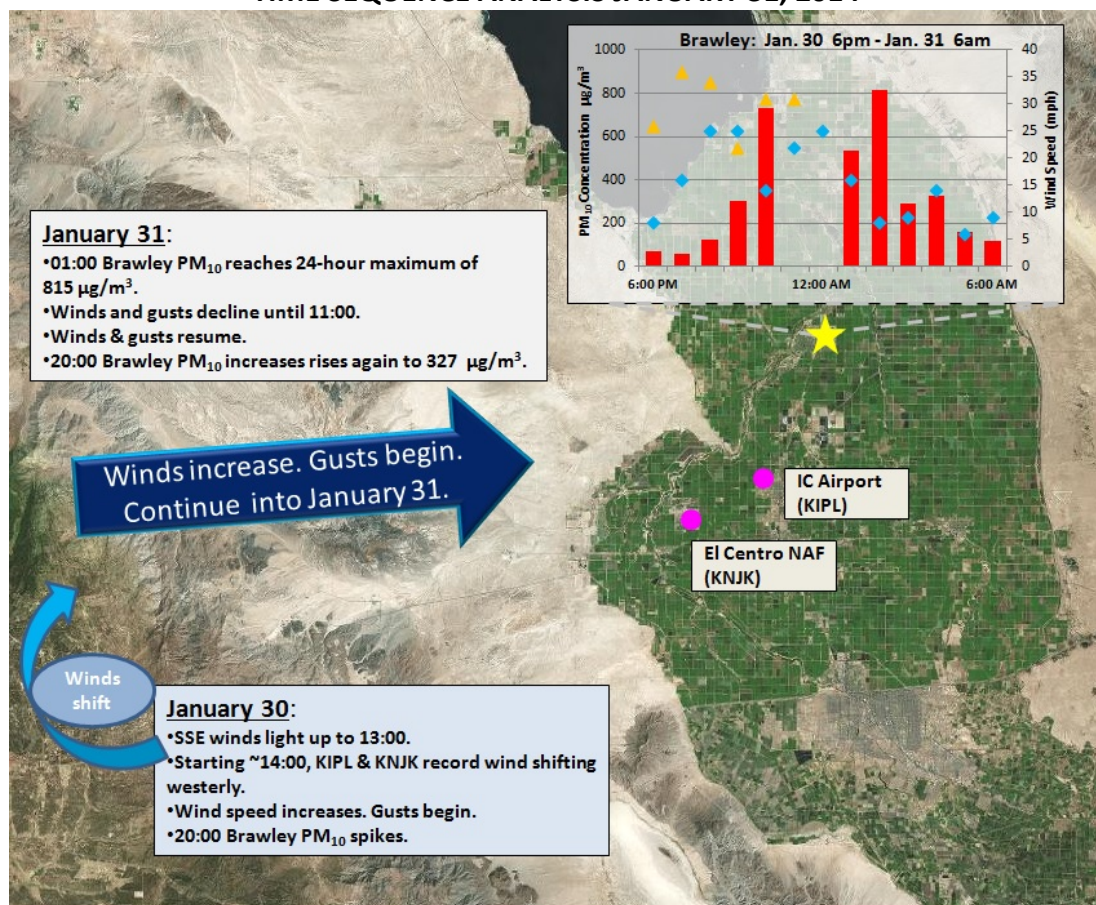 TIME SEQUENCE ANALYSIS JANUARY 31, 2014
Brawley: Jan. 30 6pm - Jan. 31 6am
1000
800
600
400
200
0
PM10 Concentration µg/m³
40
35
30
25
20
15
10
5
0
Wind Speed (mph)
6:00 PM
12:00 AM
6:00 AM
January 31:
•01:00 Brawley PM10 reaches 24-hour maximum of
815 µg/m³.
•Winds and gusts decline until 11:00.
•Winds & gusts resume.
•20:00 Brawley PM10 increases rises again to 327 µg/m³.
Winds increase. Gusts begin.
Continue into January 31.
IC Airport
(KIPL)
El Centro NAF
(KNJK)
Winds
shift
January 30:
•SSE winds light up to 13:00.
•Starting ~14:00, KIPL & KNJK record wind shifting
westerly.
•Wind speed increases. Gusts begin.
•20:00 Brawley PM10 spikes.